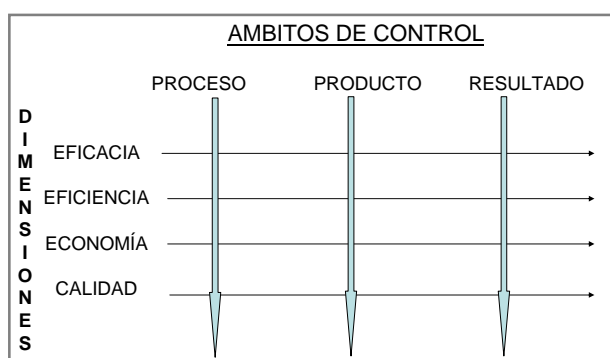 AMBITOS DE CONTROL
PROCESO PRODUCTO RESULTADO
DIMENSIONES
EFICACIA
EFICIENCIA
ECONOMÍA
CALIDAD